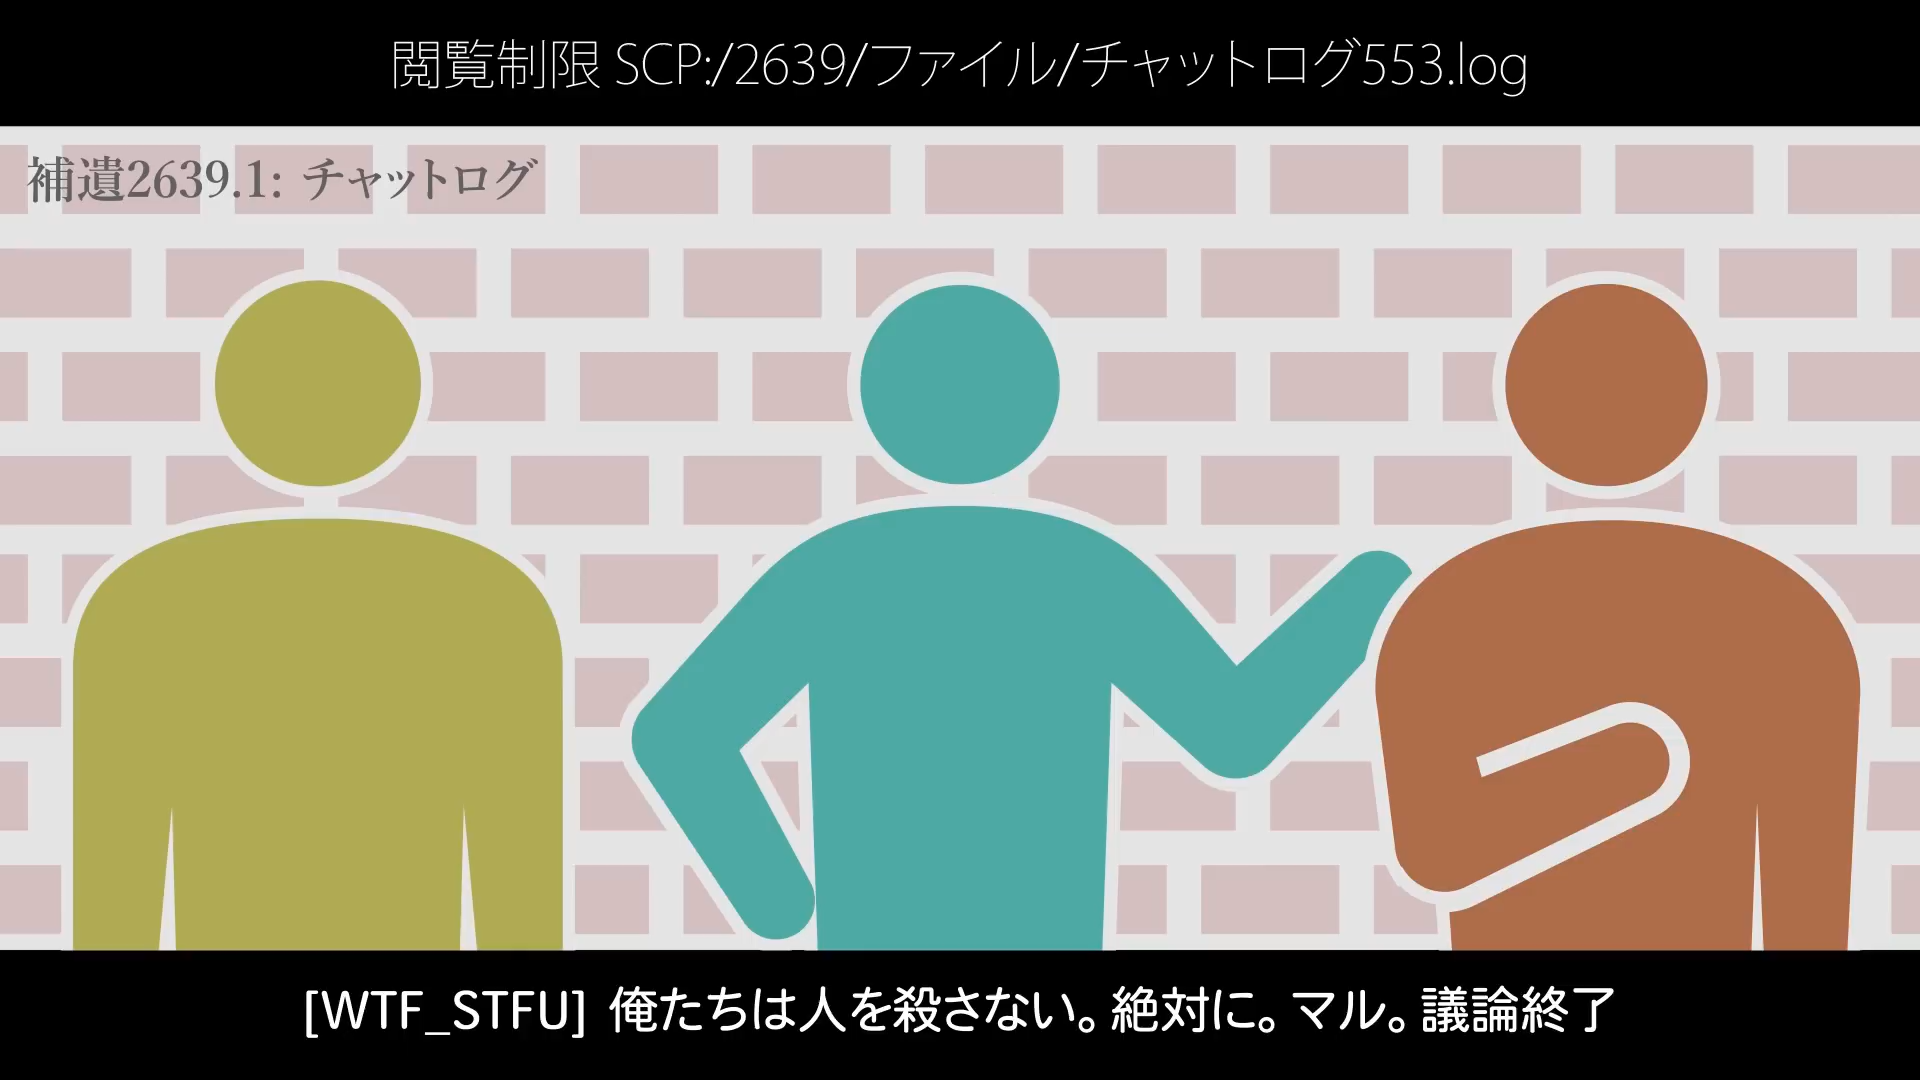 閲覧制限 SCP:/2639/ファイル/チャットログ553.log
補遺2639.1: チャットログ
[WTF_STFU] 俺たちは人を殺さない。絶対に。マル。議論終了